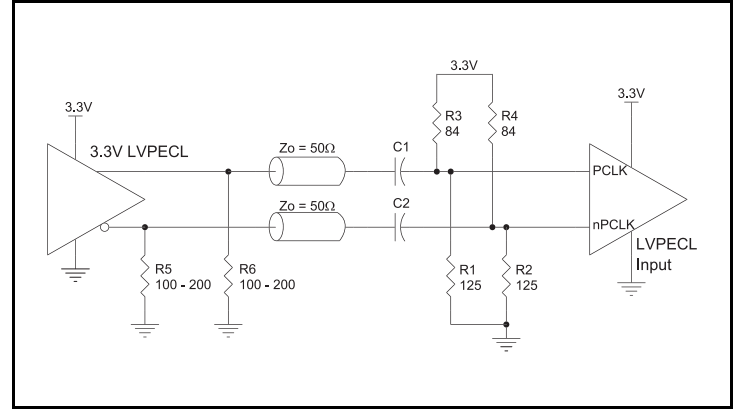 3.3V
3.3V
3.3V
R3
84
R4
84
3.3V LVPECL
Zo = 50Ω
C1
PCLK
Zo = 50Ω
C2
nPCLK
LVPECL
Input
R5
100 - 200
R6
100 - 200
R1
125
R2
125